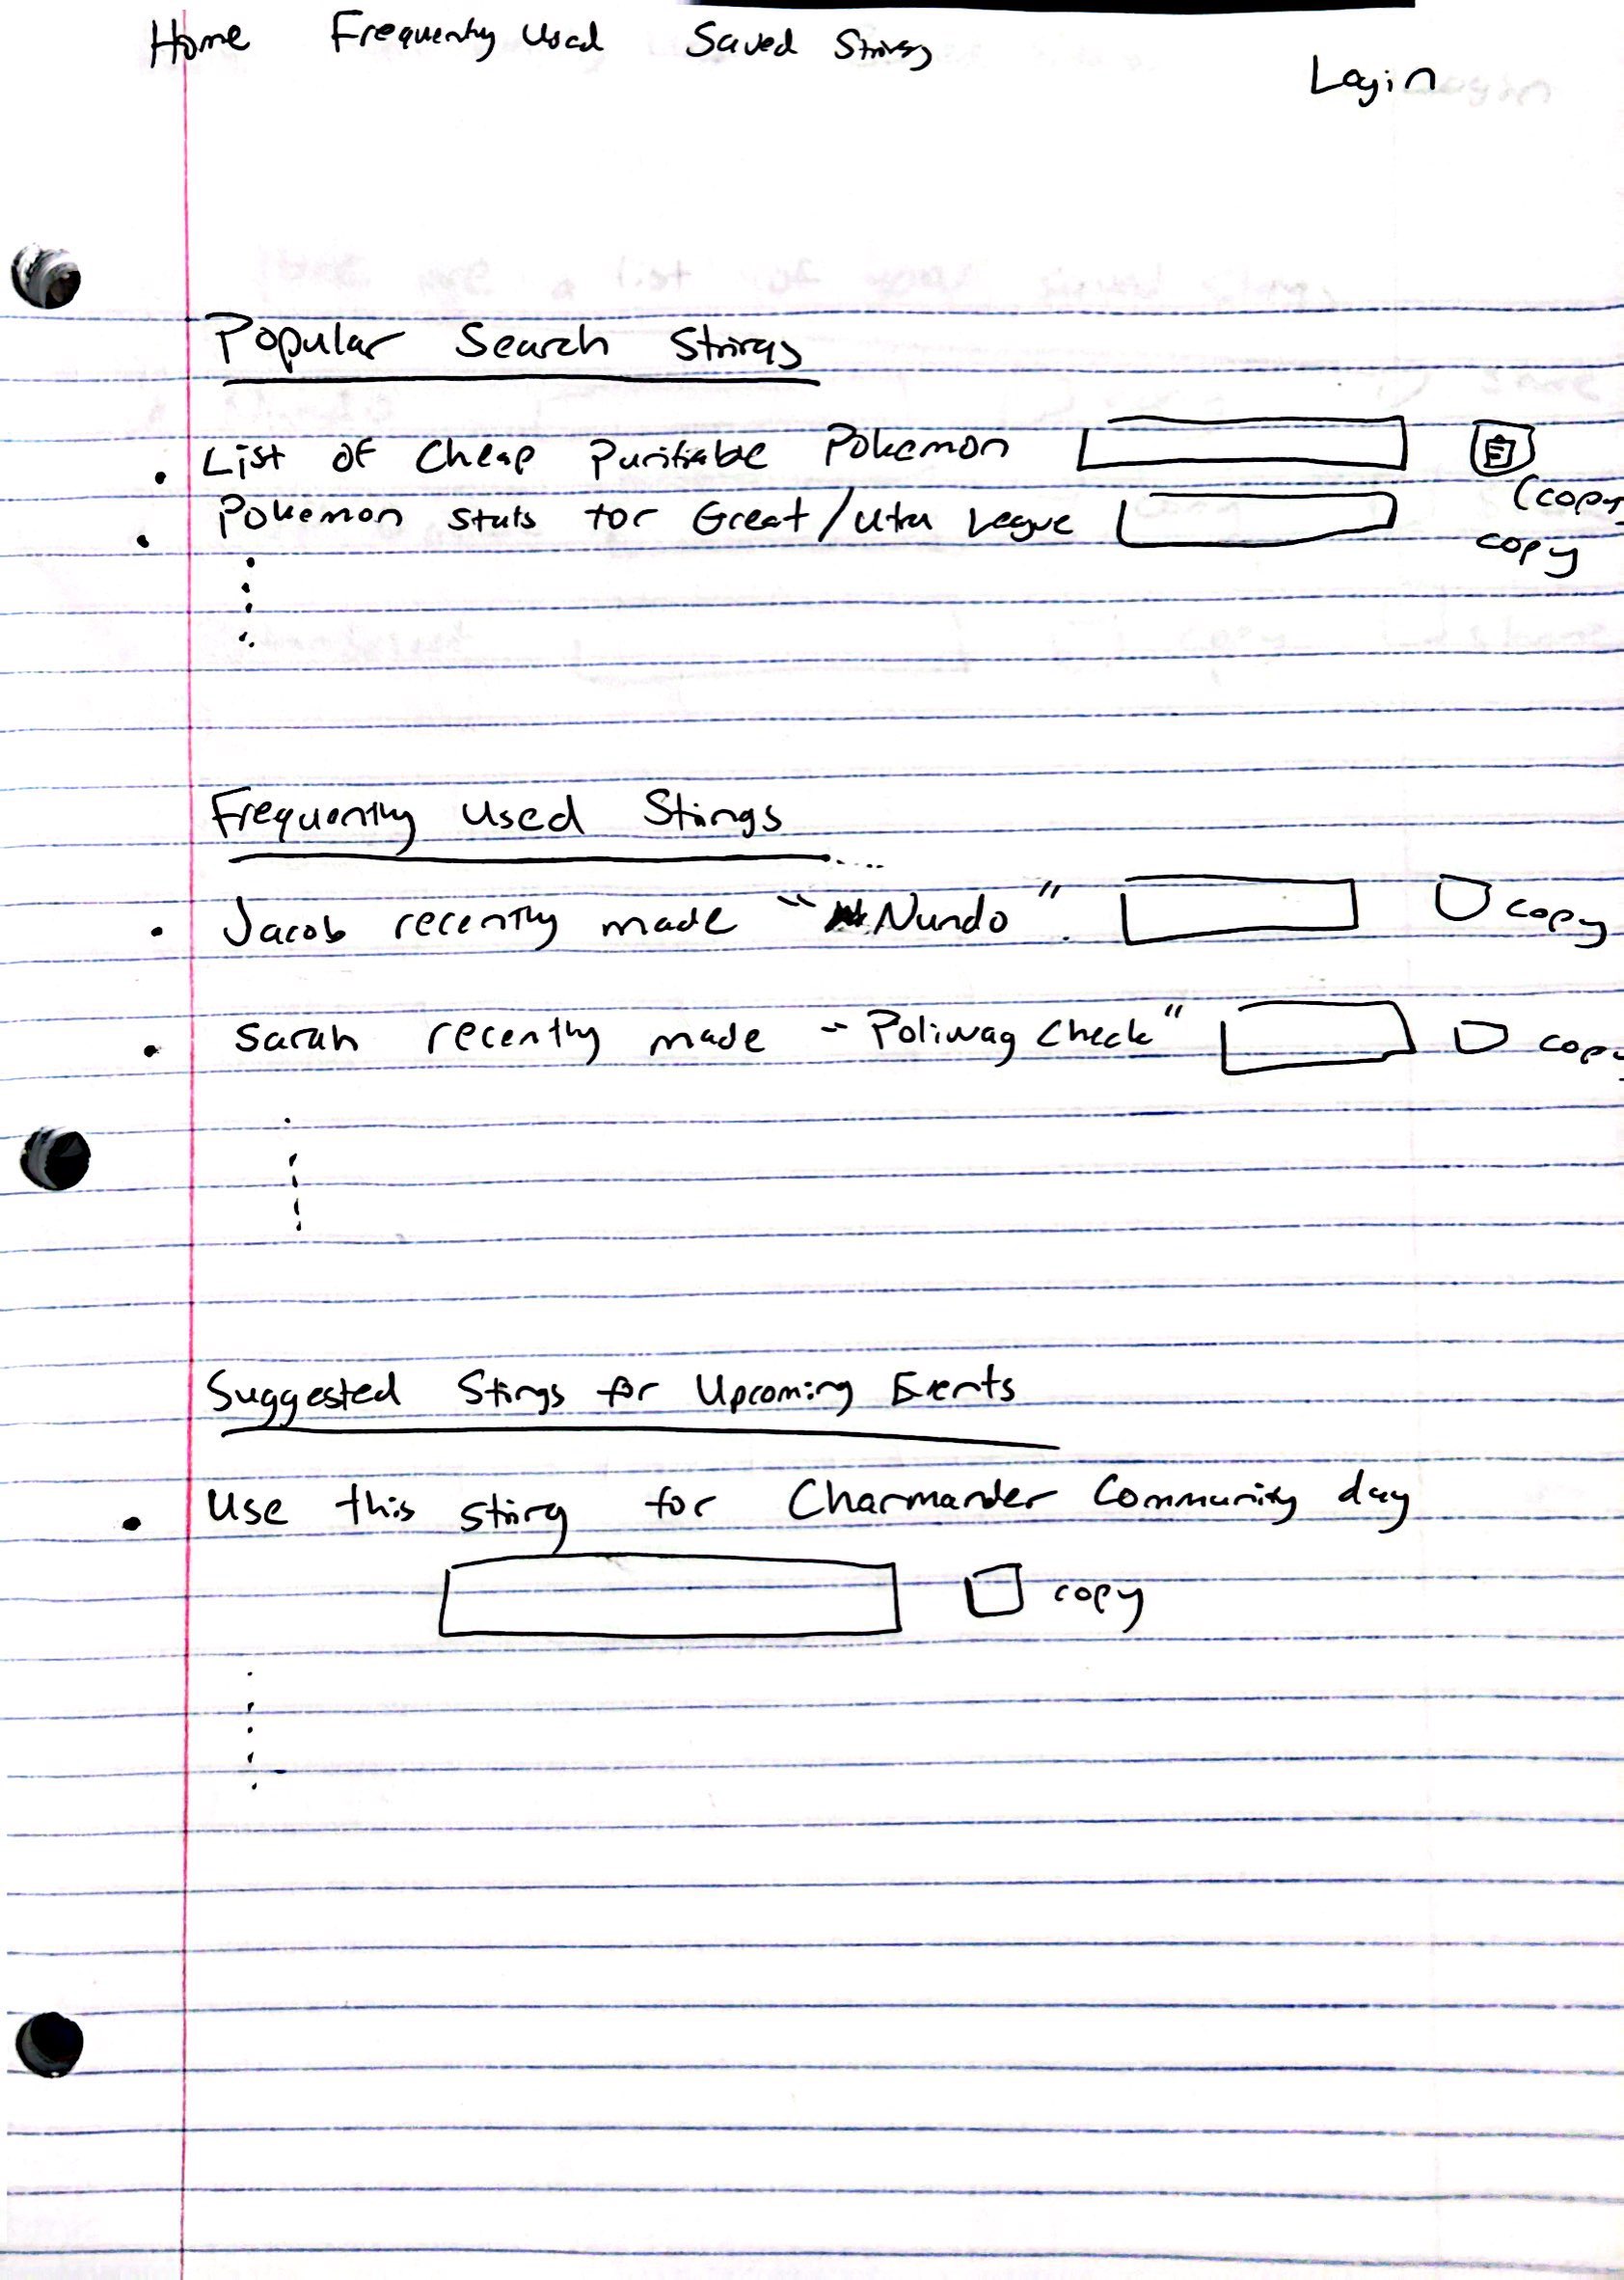 Home Frequently Used Saved Strings
Login
Popular Search Strings
• List of Cheap Purifiable Pokemon
(copy
• Pokemon stats for Great/Ultra League
copy
Frequently Used Stings
• Jacob recently made "Nundo". copy
• Sarah recently made "Poliwag Check" copy
Suggested Stings for Upcoming Events
• Use this string for Charmander Community day
copy